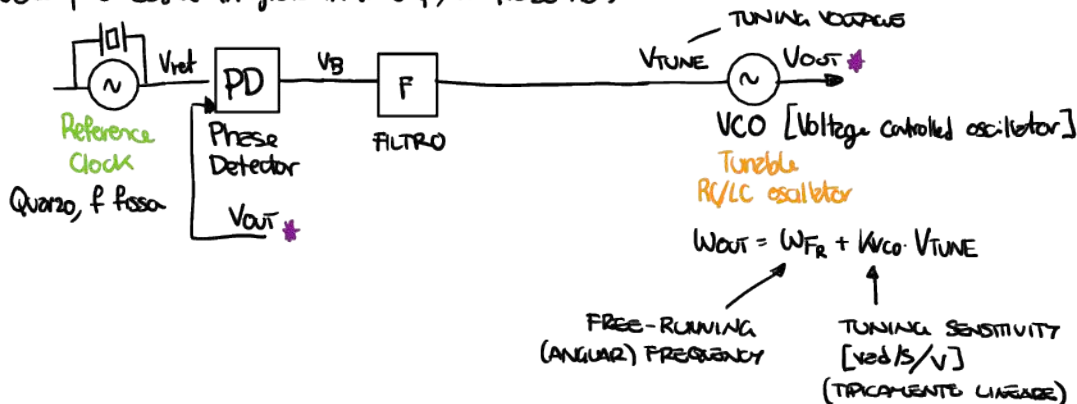 TUNING VOLTAGE
Vret
PD
VB
F
VTUNE
~
VOUT *
Reference
Clock
Quarzo, f fissa
Phase
Detector
VOUT *
FILTRO
VCO [Voltage controlled oscillator]
Tunable
RC/LC oscillator
WOUT = WFR + KVCO · VTUNE
FREE-RUNNING
(ANGULAR) FREQUENCY
TUNING SENSITIVITY
[rad/s/V]
(TIPICAMENTE LINEARE)